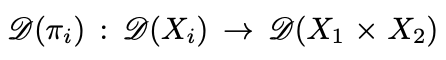 𝒟(πᵢ) : 𝒟(Xᵢ) → 𝒟(X₁ × X₂)